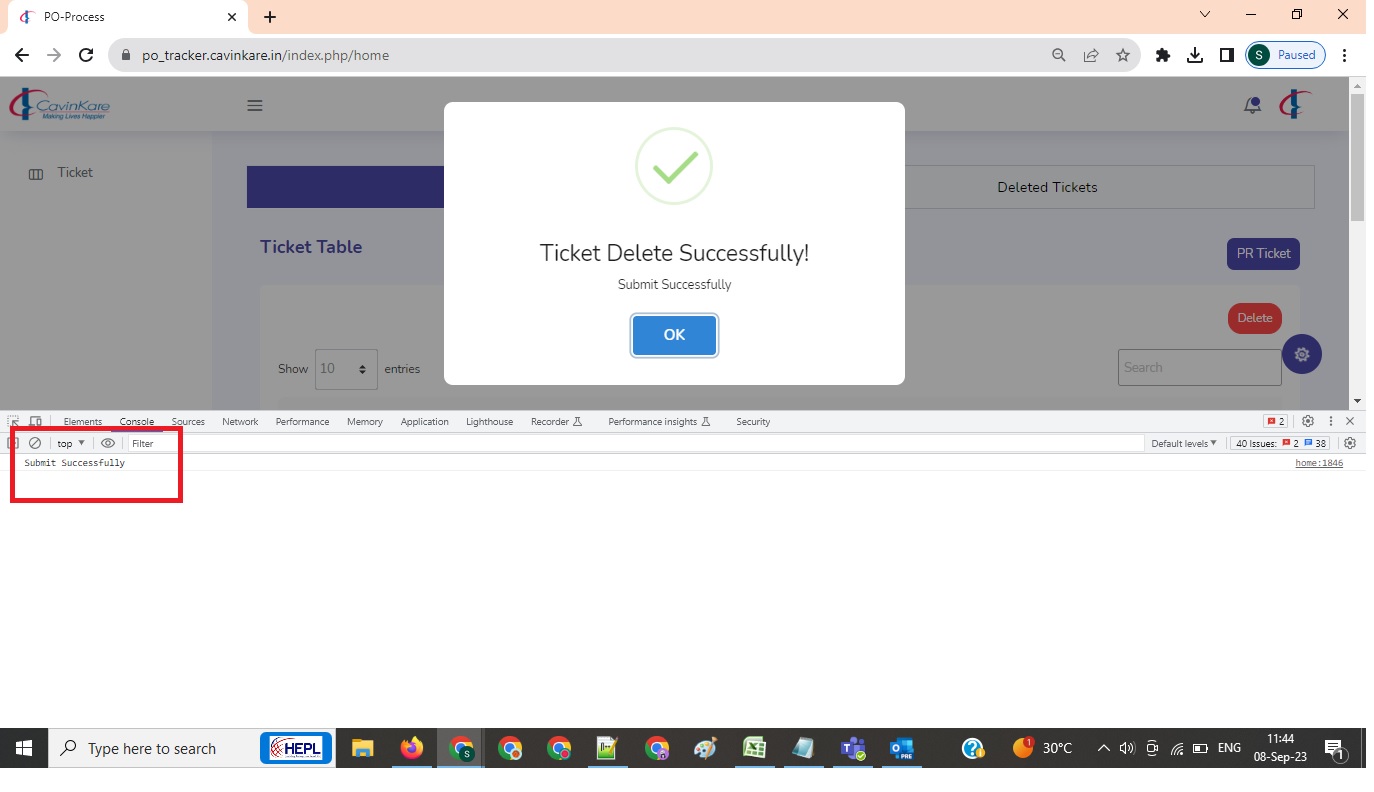 PO-Process
po_tracker.cavinkare.in/index.php/home
S Paused
CavinKare
Making Lives Happier
Ticket
Deleted Tickets
Ticket Table
PR Ticket
Ticket Delete Successfully!
Submit Successfully
OK
Delete
Show 10 entries
Search
Elements Console Sources Network Performance Memory Application Lighthouse Recorder Performance insights Security 2
top Filter Default levels 40 Issues: 2 38
Submit Successfully home:1846
Type here to search HEPL 30°C ENG 11:44
08-Sep-23